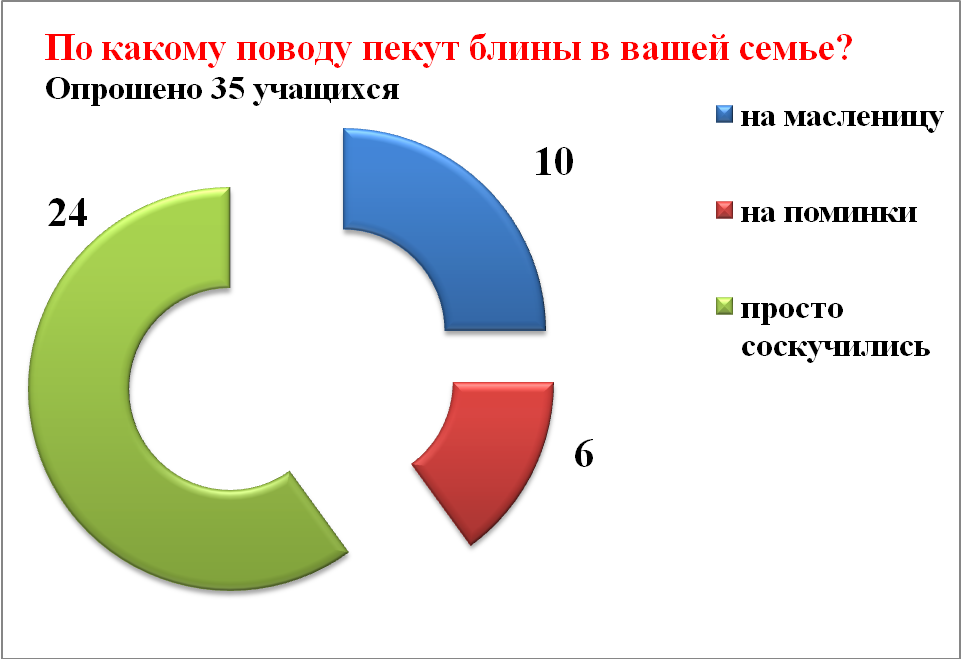 По какому поводу пекут блины в вашей семье?
Опрошено 35 учащихся
на масленицу
10
24
на поминки
просто
соскучились
6